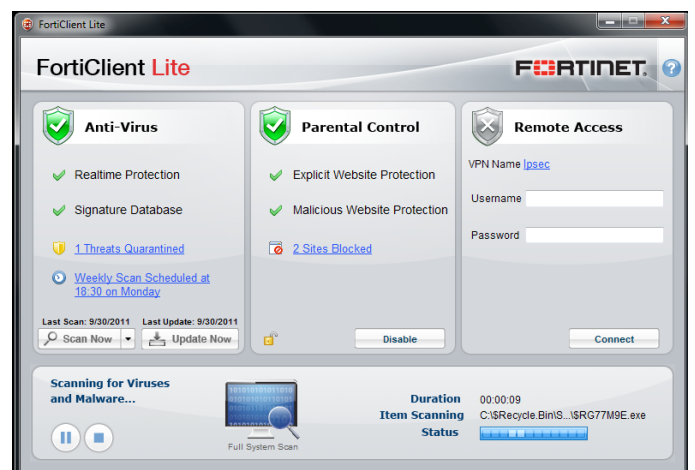 FortiClient Lite
FortiClient Lite
FORTINET.
?
Anti-Virus
Realtime Protection
Signature Database
1 Threats Quarantined
Weekly Scan Scheduled at
18:30 on Monday
Last Scan: 9/30/2011 Last Update: 9/30/2011
Scan Now Update Now
Parental Control
Explicit Website Protection
Malicious Website Protection
2 Sites Blocked
Disable
Remote Access
VPN Name Ipsec
Username
Password
Connect
Scanning for Viruses
and Malware...
Full System Scan
Duration 00:00:09
Item Scanning C:\$Recycle.Bin\S...\$RG77M9E.exe
Status